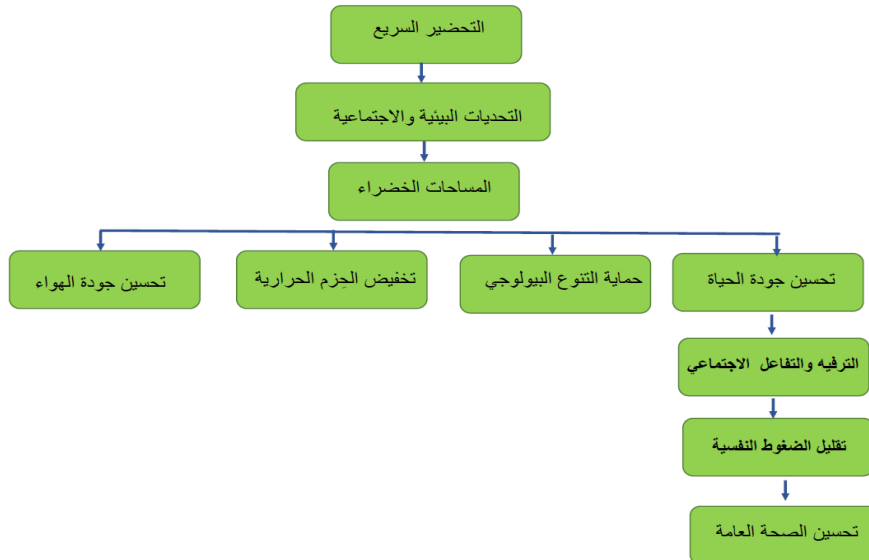 التحضير السريع
التحديات البيئية والاجتماعية
المساحات الخضراء
تحسين جودة الحياة
حماية التنوع البيولوجي
تخفيض الحِزم الحرارية
تحسين جودة الهواء
الترفيه والتفاعل الاجتماعي
تقليل الضغوط النفسية
تحسين الصحة العامة